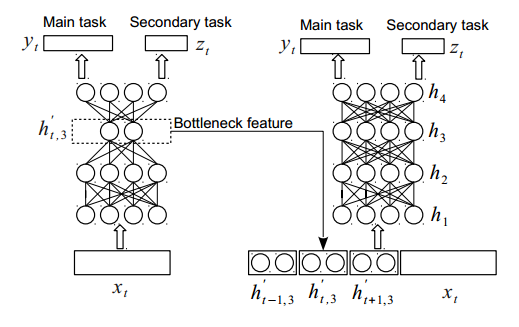 Main task Secondary task
y_t z_t
h'_{t,3}
Bottleneck feature
x_t
Main task Secondary task
y_t z_t
h_4
h_3
h_2
h_1
h'_{t-1,3} h'_{t,3} h'_{t+1,3} x_t